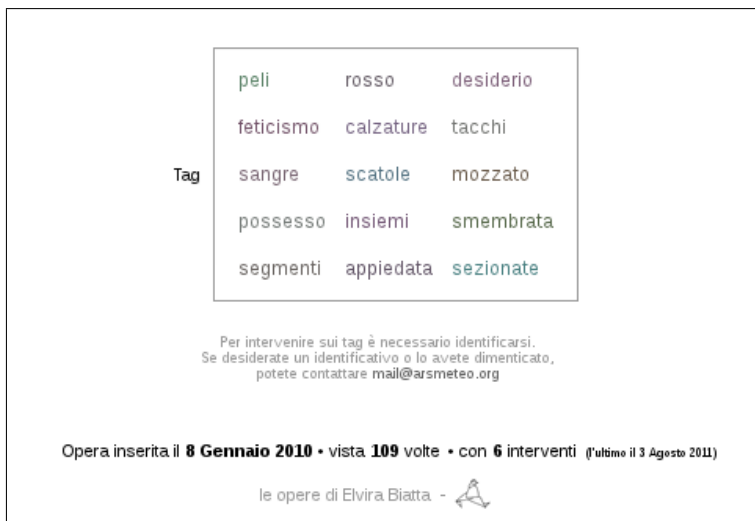 peli rosso desiderio
feticismo calzature tacchi
Tag sangre scatole mozzato
possesso insiemi smembrata
segmenti appiedata sezionate
Per intervenire sui tag è necessario identificarsi.
Se desiderate un identificativo o lo avete dimenticato,
potete contattare mail@arsmeteo.org
Opera inserita il 8 Gennaio 2010 • vista 109 volte • con 6 interventi (l'ultimo il 3 Agosto 2011)
le opere di Elvira Biatta -